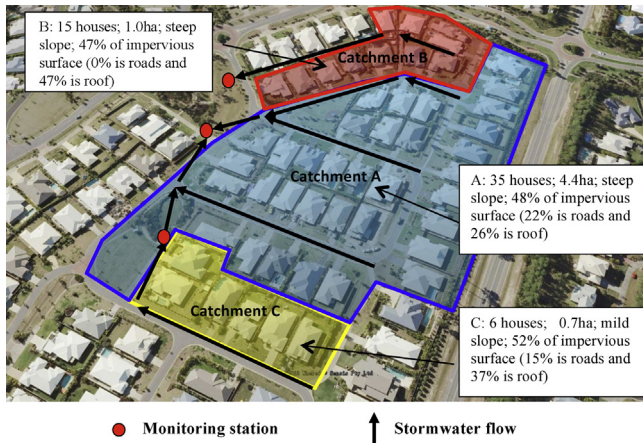 B: 15 houses; 1.0ha; steep
slope; 47% of impervious
surface (0% is roads and
47% is roof)
Catchment B
Catchment A
A: 35 houses; 4.4ha; steep
slope; 48% of impervious
surface (22% is roads and
26% is roof)
Catchment C
C: 6 houses; 0.7ha; mild
slope; 52% of impervious
surface (15% is roads and
37% is roof)
Pty Ltd
Monitoring station
Stormwater flow